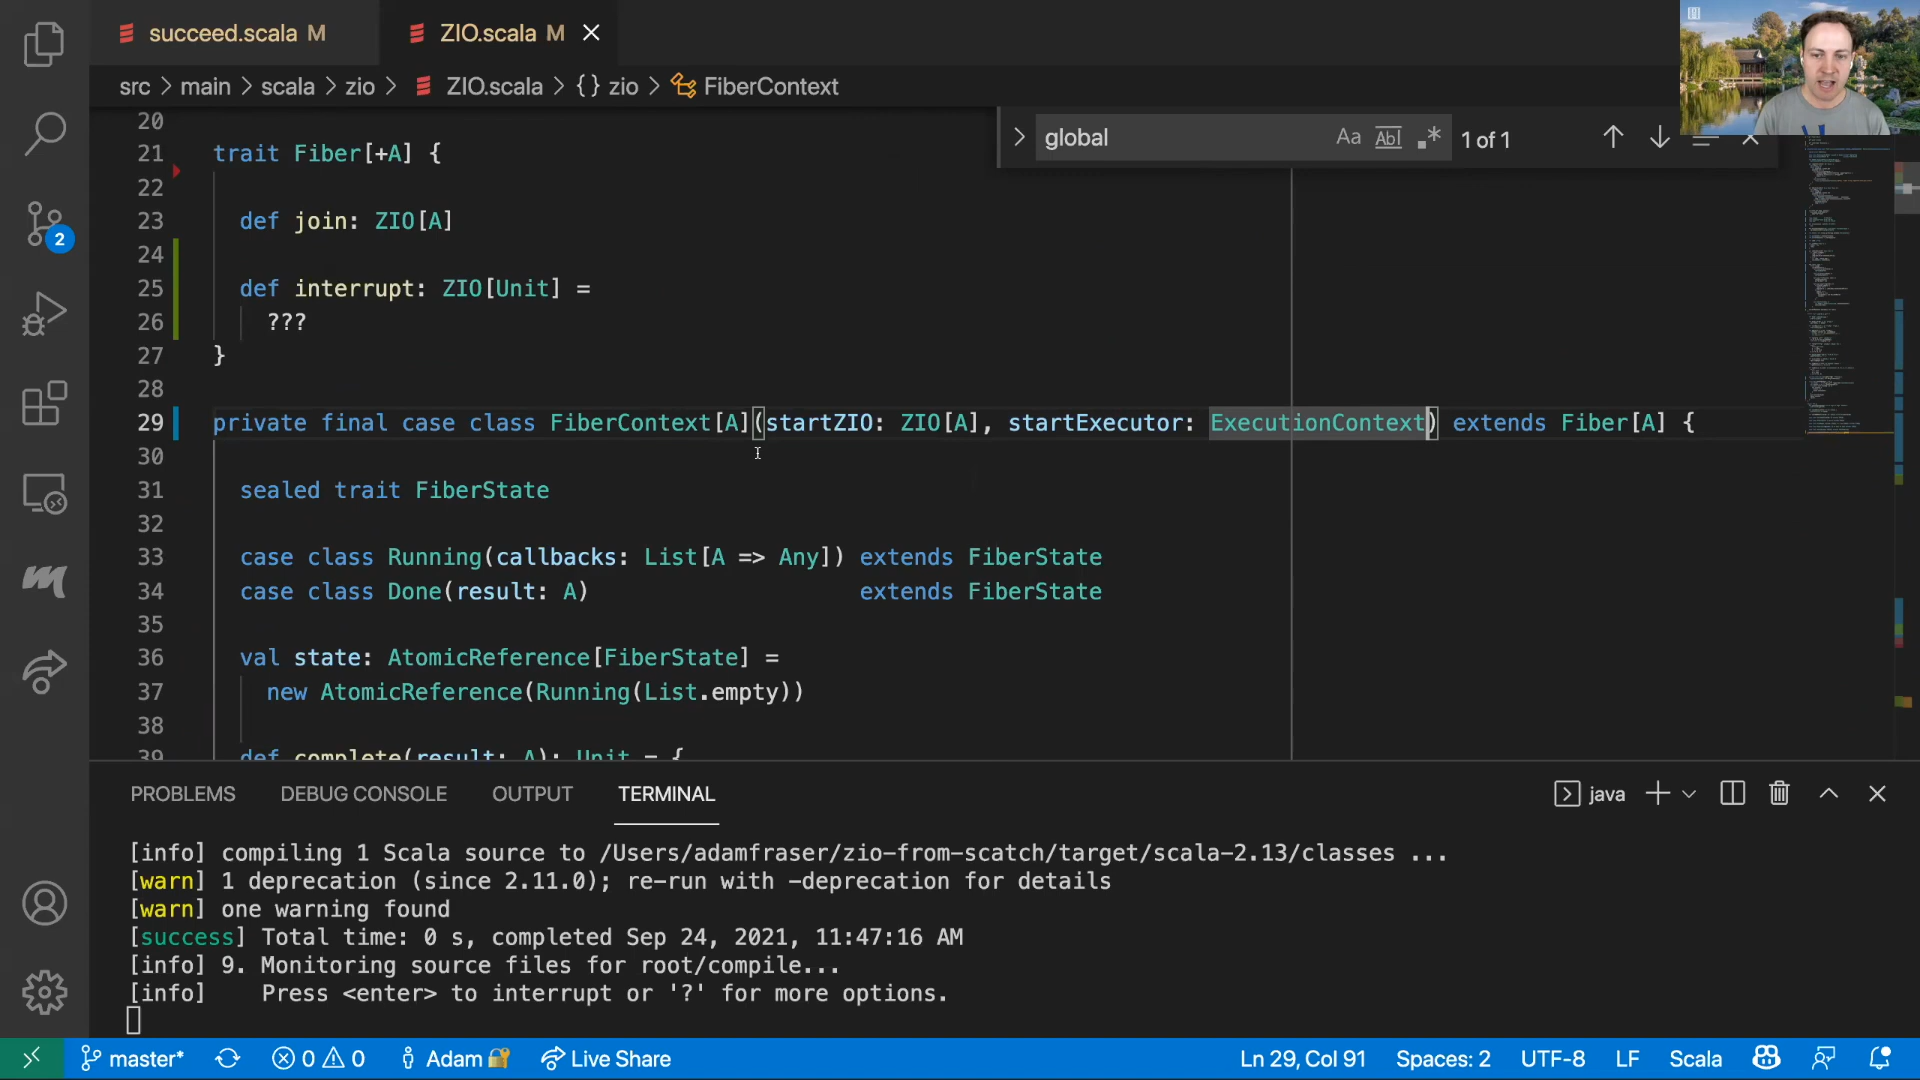 succeed.scala M
ZIO.scala M
src > main > scala > zio > ZIO.scala > {} zio > FiberContext
global
Aa Abl .* 1 of 1
20
21 trait Fiber[+A] {
22
23 def join: ZIO[A]
24
25 def interrupt: ZIO[Unit] =
26 ???
27 }
28
29 private final case class FiberContext[A](startZIO: ZIO[A], startExecutor: ExecutionContext) extends Fiber[A] {
30
31 sealed trait FiberState
32
33 case class Running(callbacks: List[A => Any]) extends FiberState
34 case class Done(result: A) extends FiberState
35
36 val state: AtomicReference[FiberState] =
37 new AtomicReference(Running(List.empty))
38
39 def complete(result: A): Unit = {
2
PROBLEMS DEBUG CONSOLE OUTPUT TERMINAL java
[info] compiling 1 Scala source to /Users/adamfraser/zio-from-scatch/target/scala-2.13/classes ...
[warn] 1 deprecation (since 2.11.0); re-run with -deprecation for details
[warn] one warning found
[success] Total time: 0 s, completed Sep 24, 2021, 11:47:16 AM
[info] 9. Monitoring source files for root/compile...
[info] Press <enter> to interrupt or '?' for more options.
master* 0 0 Adam Live Share Ln 29, Col 91 Spaces: 2 UTF-8 LF Scala